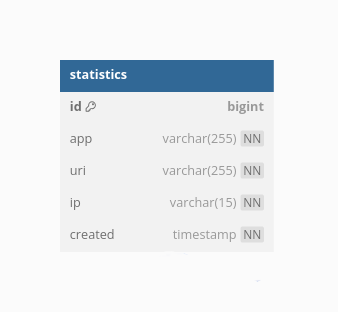 statistics
id bigint
app varchar(255) NN
uri varchar(255) NN
ip varchar(15) NN
created timestamp NN